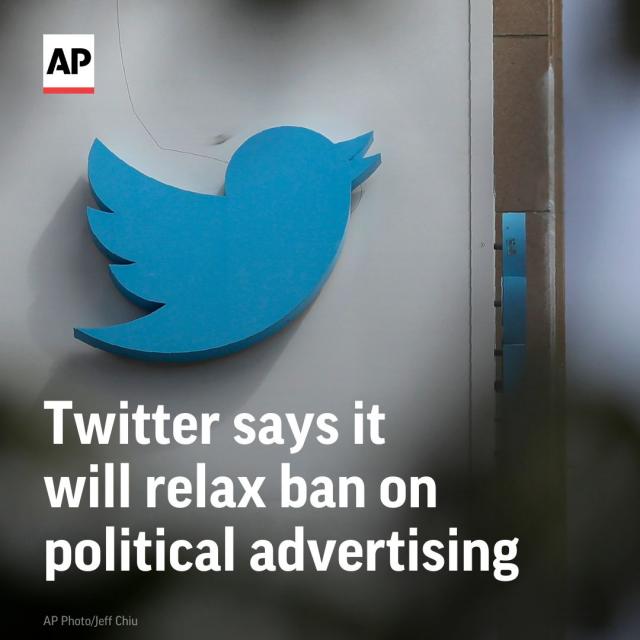 AP
Twitter says it
will relax ban on
political advertising
AP Photo/Jeff Chiu